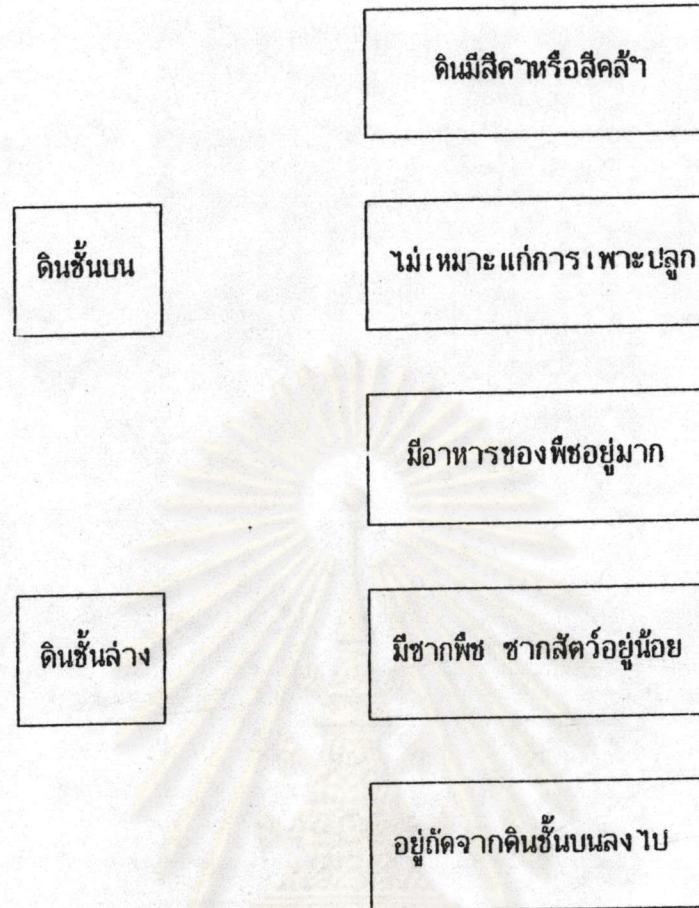 ดินมีสีดำหรือสีคล้ำ
ดินชั้นบน
ไม่เหมาะแก่การเพาะปลูก
มีอาหารของพืชอยู่มาก
ดินชั้นล่าง
มีซากพืช ซากสัตว์อยู่น้อย
อยู่ถัดจากดินชั้นบนลงไป